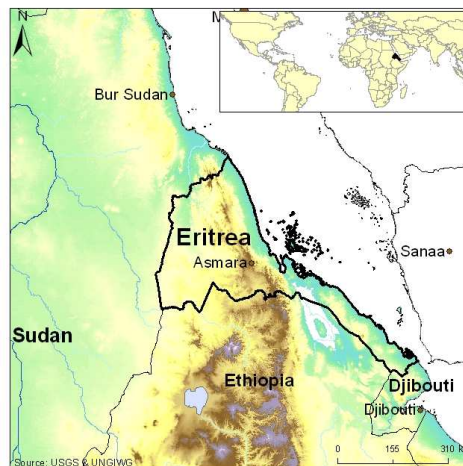 N
M
Bur Sudan
Eritrea
Asmara
Sanaa
Sudan
Ethiopia
Djibouti
Djibouti
0 155 310 k
Source: USGS & UNGIWG